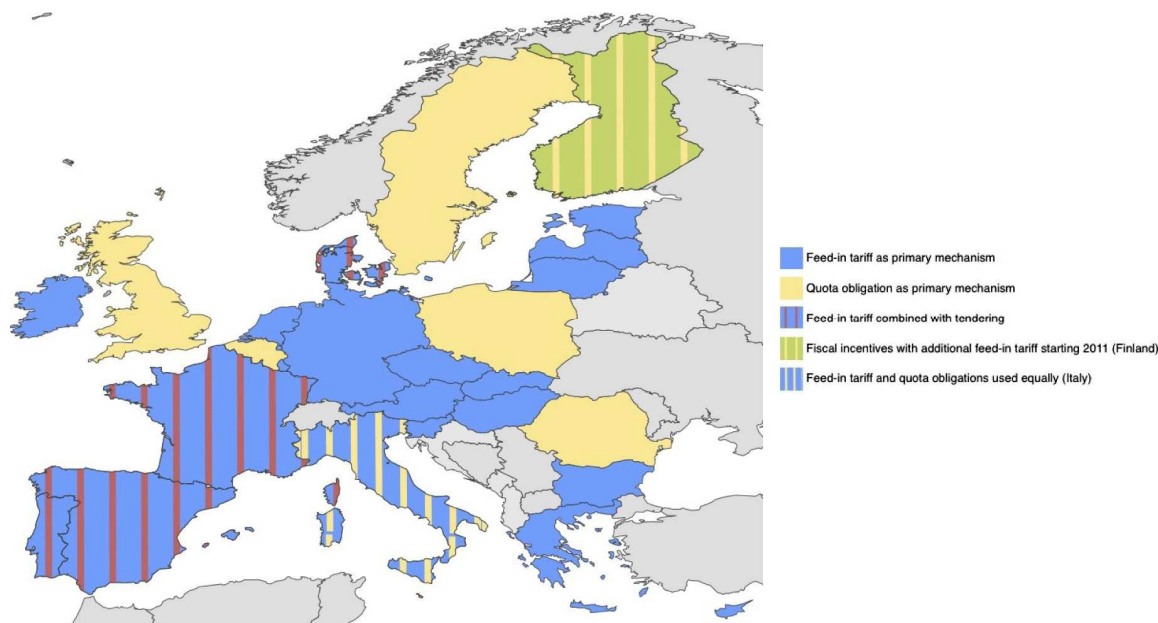 Feed-in tariff as primary mechanism
Quota obligation as primary mechanism
Feed-in tariff combined with tendering
Fiscal incentives with additional feed-in tariff starting 2011 (Finland)
Feed-in tariff and quota obligations used equally (Italy)